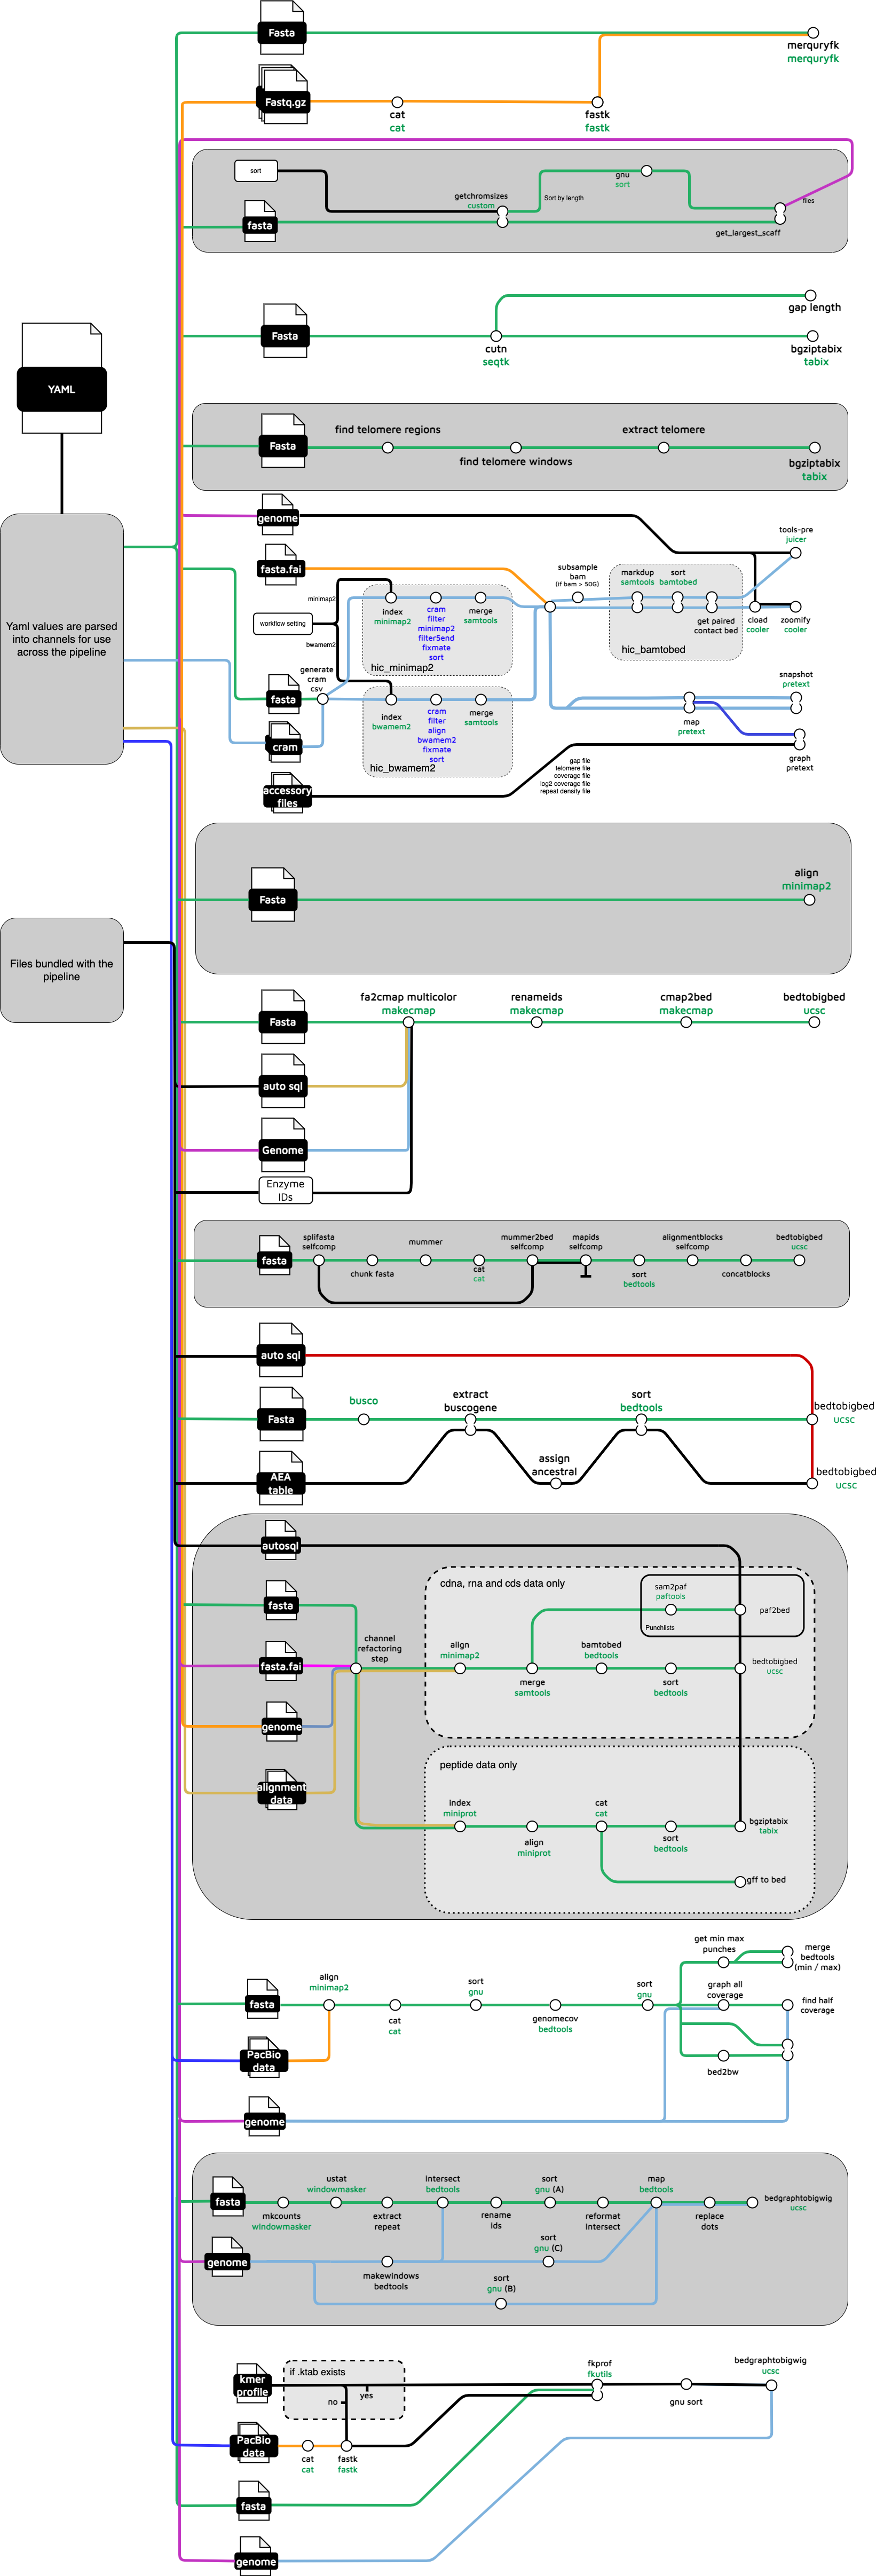 Fasta
merquryfk
merquryfk
Fastq.gz
cat
cat
fastk
fastk
sort
getchromsizes
custom
Sort by length
gnu
sort
files
fasta
get_largest_scaff
YAML
gap length
Fasta
cutn
seqtk
bgziptabix
tabix
find telomere regions
extract telomere
Fasta
find telomere windows
bgziptabix
tabix
Yaml values are parsed
into channels for use
across the pipeline
genome
tools-pre
juicer
fasta.fai
subsample
bam
(if bam > 50G)
markdup
samtools
sort
bamtobed
get paired
contact bed
hic_bamtobed
cload
cooler
zoomify
cooler
minimap2
workflow setting
bwamem2
index
minimap2
cram
filter
minimap2
filter5end
fixmate
sort
merge
samtools
hic_minimap2
generate
cram
csv
fasta
cram
index
bwamem2
cram
filter
align
bwamem2
fixmate
sort
merge
samtools
hic_bwamem2
snapshot
pretext
map
pretext
graph
pretext
accessory
files
gap file
telomere file
coverage file
log2 coverage file
repeat density file
align
minimap2
Fasta
Files bundled with the
pipeline
fa2cmap multicolor
makecmap
renameids
makecmap
cmap2bed
makecmap
bedtobigbed
ucsc
Fasta
auto sql
Genome
Enzyme
IDs
splifasta
selfcomp
mummer
mummer2bed
selfcomp
mapids
selfcomp
alignmentblocks
selfcomp
bedtobigbed
ucsc
fasta
chunk fasta
cat
cat
sort
bedtools
concatblocks
auto sql
Fasta
busco
extract
buscogene
sort
bedtools
bedtobigbed
ucsc
AEA
table
assign
ancestral
bedtobigbed
ucsc
autosql
cdna, rna and cds data only
sam2paf
paftools
paf2bed
Punchlists
fasta
channel
refactoring
step
fasta.fai
align
minimap2
merge
samtools
bamtobed
bedtools
sort
bedtools
bedtobigbed
ucsc
genome
alignment
data
peptide data only
index
miniprot
align
miniprot
cat
cat
sort
bedtools
bgziptabix
tabix
gff to bed
get min max
punches
merge
bedtools
(min / max)
fasta
align
minimap2
cat
cat
sort
gnu
genomecov
bedtools
sort
gnu
graph all
coverage
find half
coverage
PacBio
data
bed2bw
genome
fasta
mkcounts
windowmasker
ustat
windowmasker
extract
repeat
intersect
bedtools
rename
ids
sort
gnu (A)
reformat
intersect
map
bedtools
replace
dots
bedgraphtobigwig
ucsc
genome
makewindows
bedtools
sort
gnu (C)
sort
gnu (B)
kmer
profile
if .ktab exists
no
yes
fkprof
fkutils
gnu sort
bedgraphtobigwig
ucsc
PacBio
data
cat
cat
fastk
fastk
fasta
genome